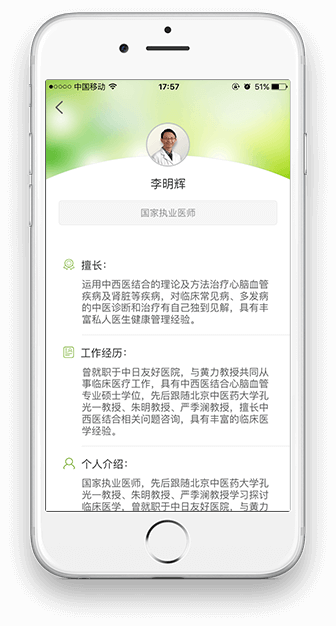 中国移动 17:57 51%
李明辉
国家执业医师
擅长：
运用中西医结合的理论及方法治疗心脑血管
疾病及肾脏等疾病，对临床常见病、多发病
的中医诊断和治疗有自己独到见解，具有丰
富私人医生健康管理经验。
工作经历：
曾就职于中日友好医院，与黄力教授共同从
事临床医疗工作，具有中西医结合心脑血管
专业硕士学位，先后跟随北京中医药大学孔
光一教授、朱明教授、严季澜教授，擅长中
西医结合相关问题咨询，具有丰富的临床医
学经验。
个人介绍：
国家执业医师，先后跟随北京中医药大学孔
光一教授、朱明教授、严季澜教授学习探讨
临床医学，曾就职于中日友好医院，与黄力